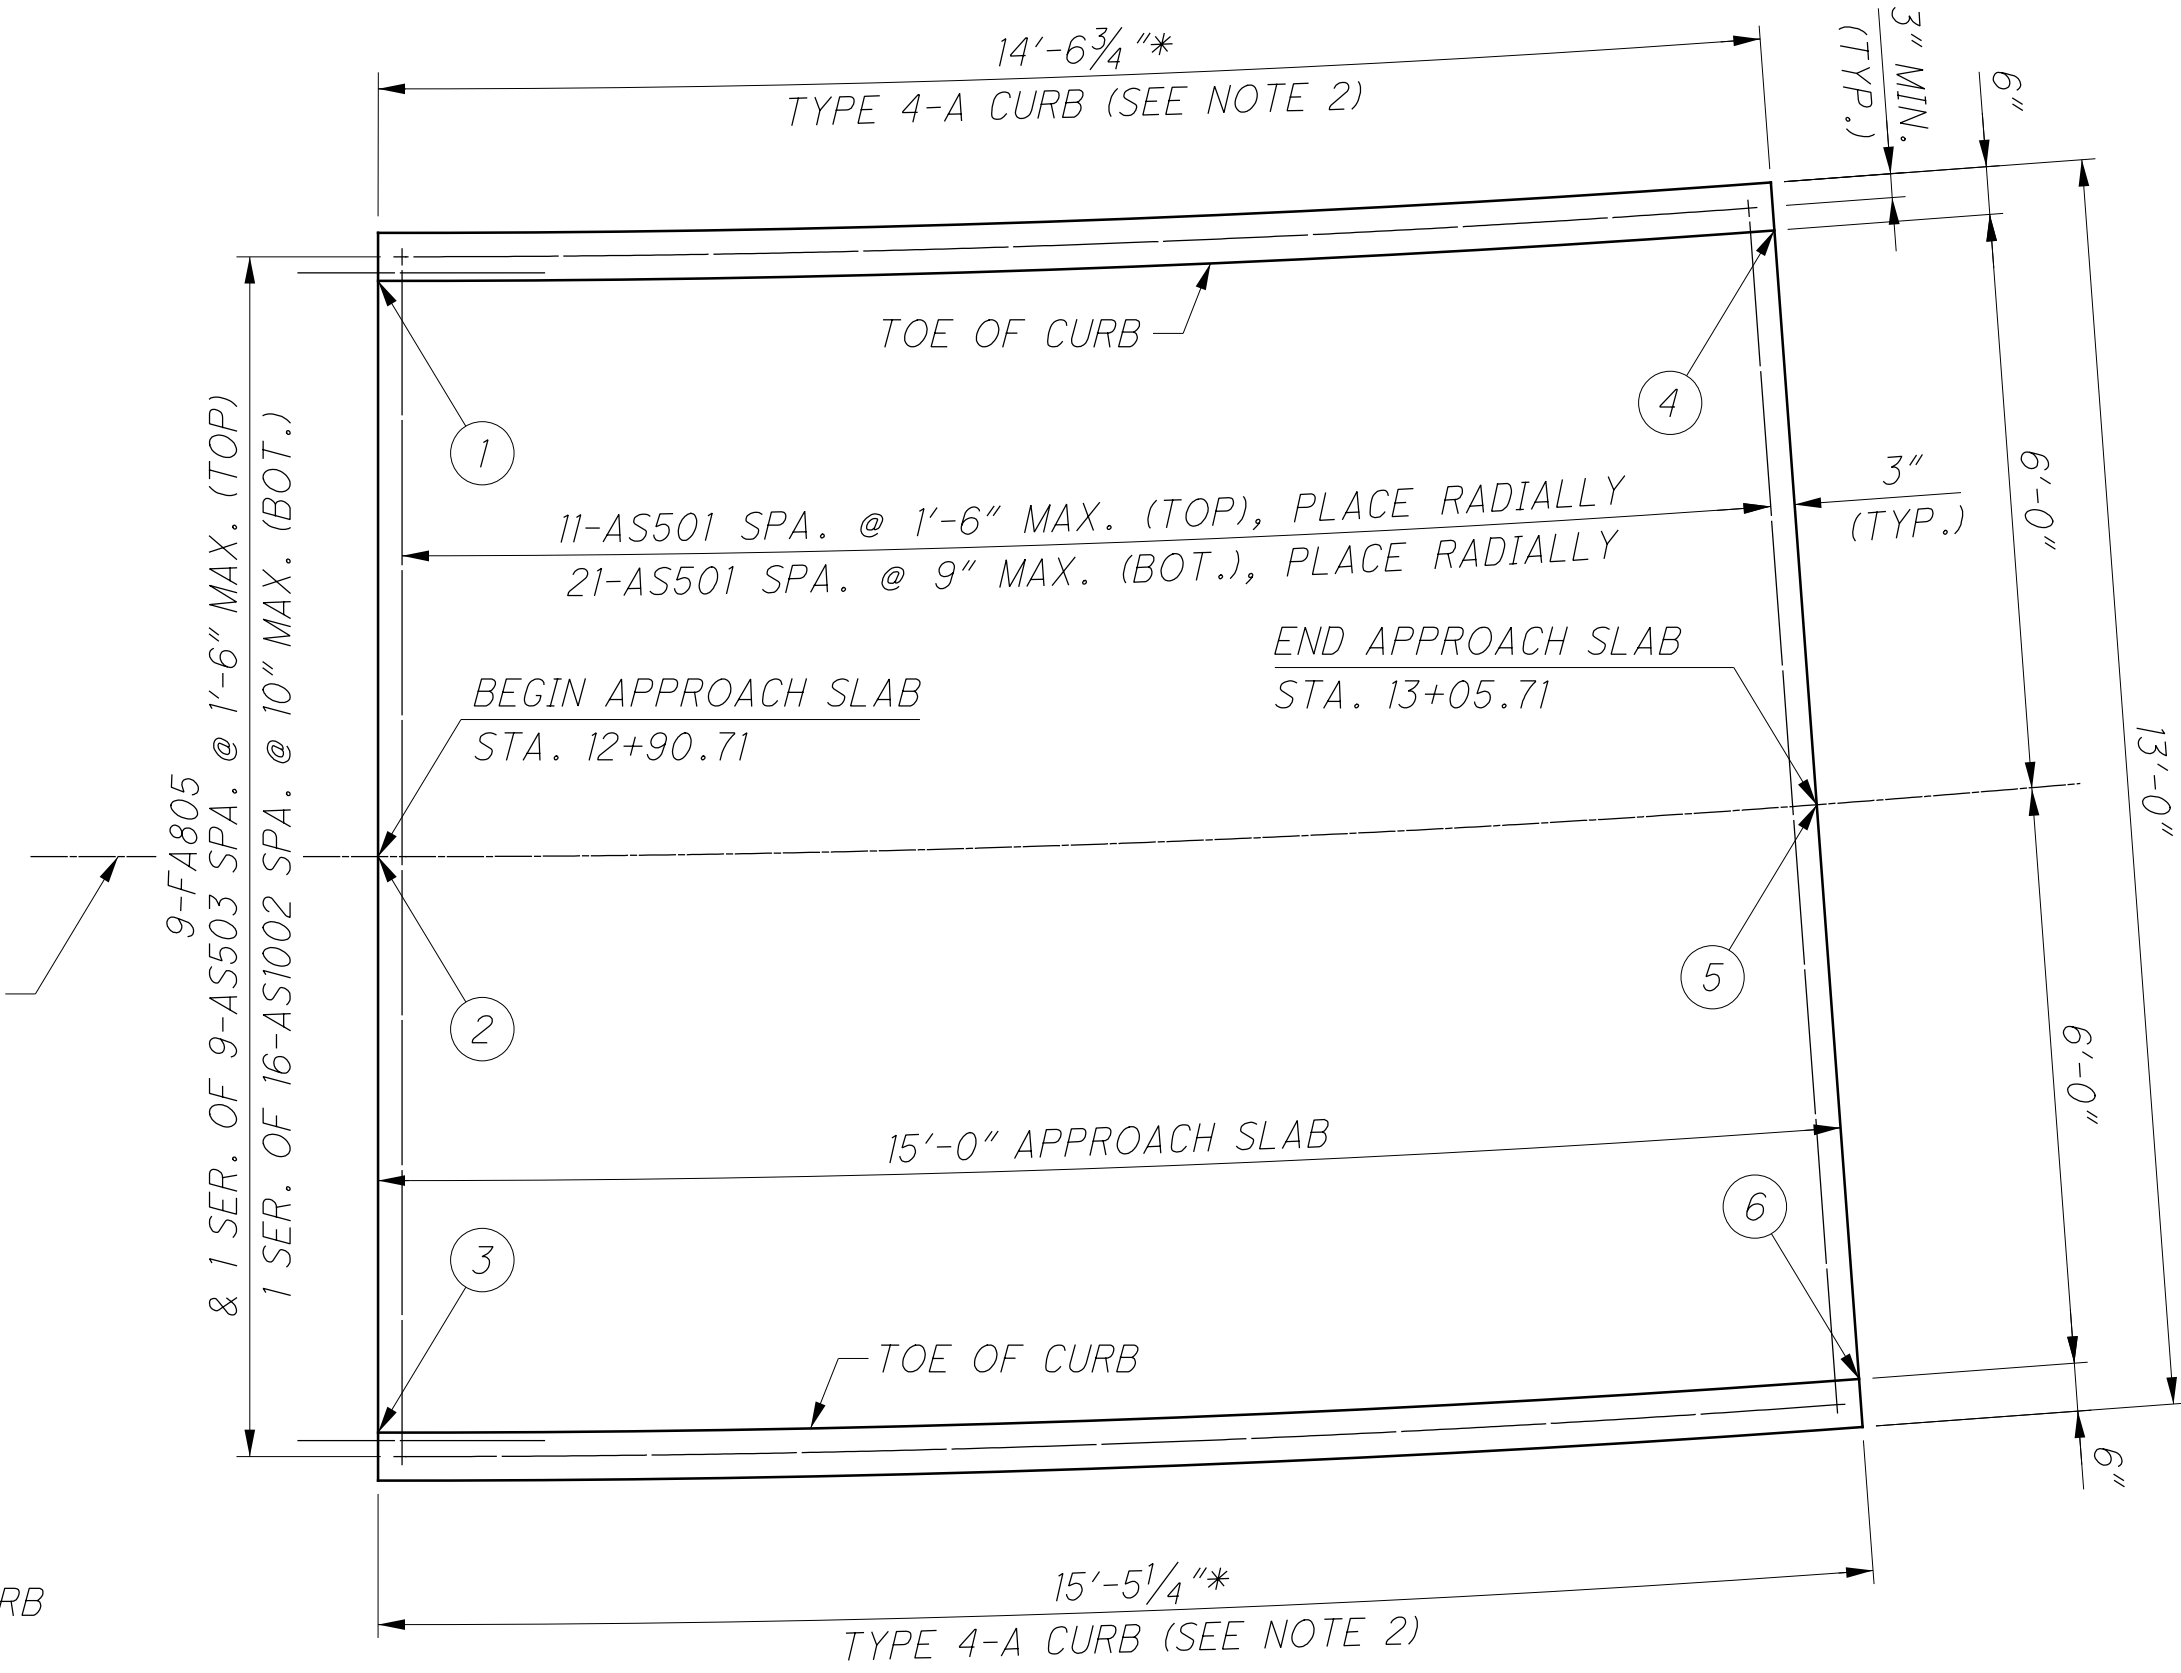 14'-6¾"*
TYPE 4-A CURB (SEE NOTE 2)
3" MIN.
(TYP.)
6"
TOE OF CURB
1
4
11-AS501 SPA. @ 1'-6" MAX. (TOP), PLACE RADIALLY
21-AS501 SPA. @ 9" MAX. (BOT.), PLACE RADIALLY
3"
(TYP.)
6'-0"
13'-0"
END APPROACH SLAB
STA. 13+05.71
BEGIN APPROACH SLAB
STA. 12+90.71
9-FA805
& 1 SER. OF 9-AS503 SPA. @ 1'-6" MAX. (TOP)
1 SER. OF 16-AS1002 SPA. @ 10" MAX. (BOT.)
2
5
6'-0"
15'-0" APPROACH SLAB
3
6
TOE OF CURB
6"
15'-5¼"*
TYPE 4-A CURB (SEE NOTE 2)
RB